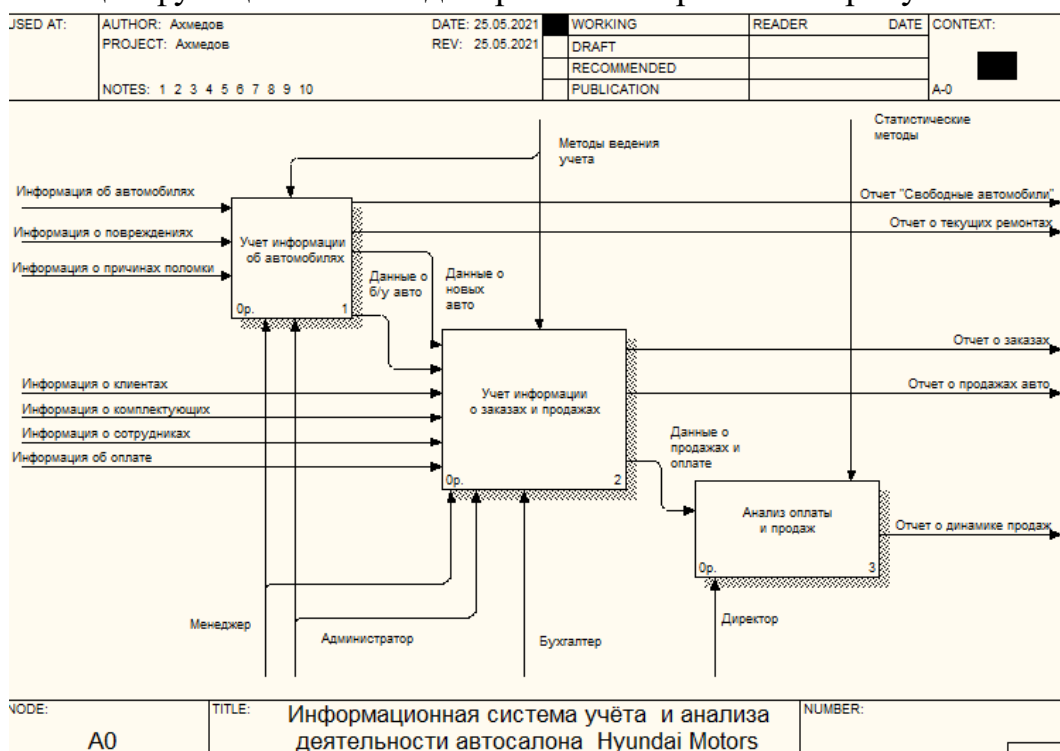 USED AT:
AUTHOR: Ахмедов
DATE: 25.05.2021
WORKING
READER
DATE
CONTEXT:
PROJECT: Ахмедов
REV: 25.05.2021
DRAFT
RECOMMENDED
NOTES: 1 2 3 4 5 6 7 8 9 10
PUBLICATION
A-0
Статистические
методы
Методы ведения
учета
Информация об автомобилях
Отчет "Свободные автомобили"
Информация о повреждениях
Отчет о текущих ремонтах
Учет информации
об автомобилях
0р.
1
Информация о причинах поломки
Данные о
б/у авто
Данные о
новых
авто
Отчет о заказах
Информация о клиентах
Отчет о продажах авто
Учет информации
о заказах и продажах
0р.
2
Информация о комплектующих
Информация о сотрудниках
Информация об оплате
Данные о
продажах и
оплате
Анализ оплаты
и продаж
0р.
3
Отчет о динамике продаж
Менеджер
Администратор
Бухгалтер
Директор
NODE:
A0
TITLE:
Информационная система учёта и анализа
деятельности автосалона Hyundai Motors
NUMBER: